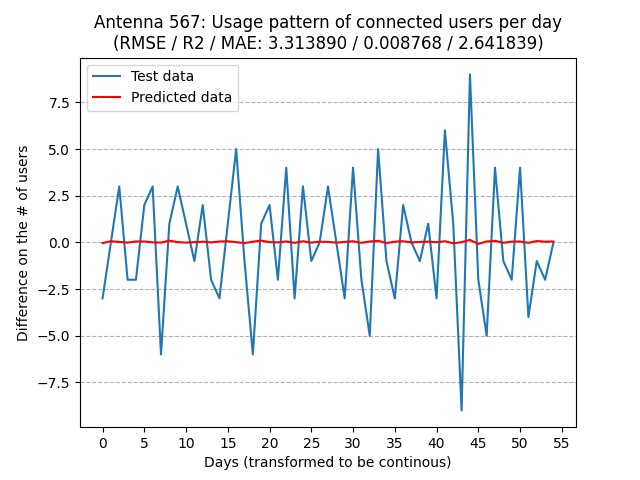 Antenna 567: Usage pattern of connected users per day
(RMSE / R2 / MAE: 3.313890 / 0.008768 / 2.641839)
Test data
Predicted data
Difference on the # of users
7.5
5.0
2.5
0.0
−2.5
−5.0
−7.5
0 5 10 15 20 25 30 35 40 45 50 55
Days (transformed to be continous)